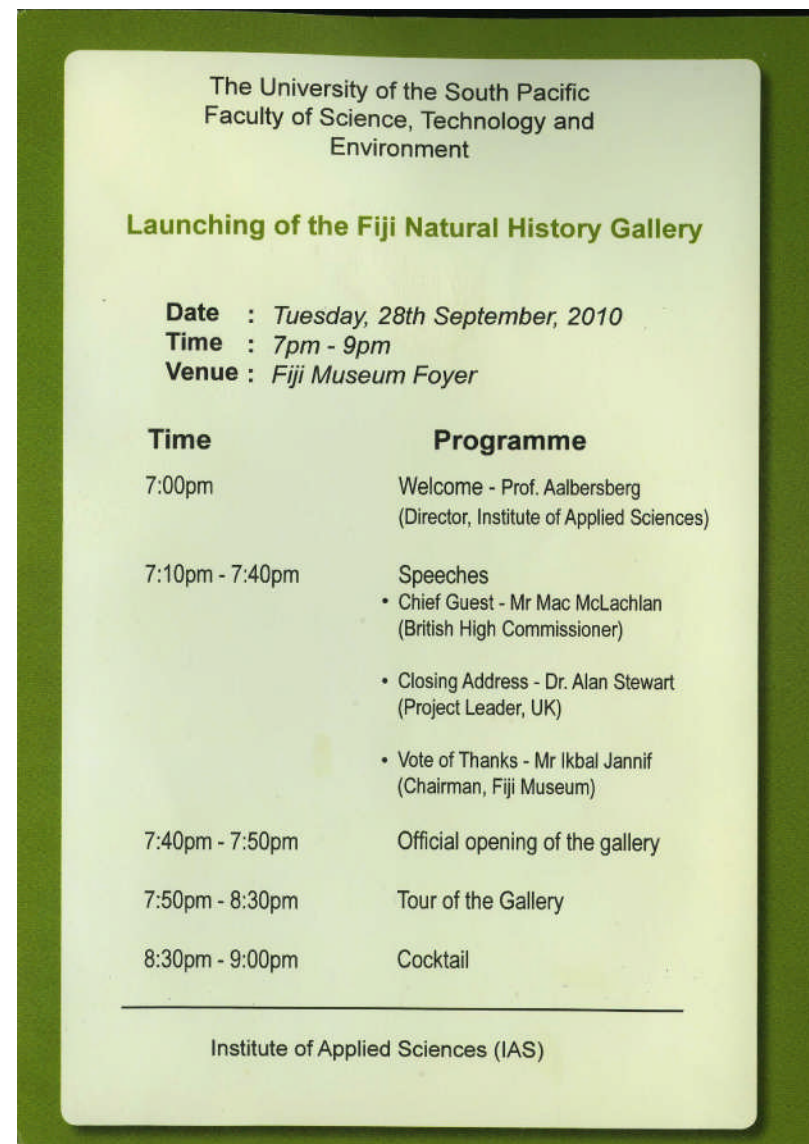 The University of the South Pacific
Faculty of Science, Technology and
Environment
Launching of the Fiji Natural History Gallery
Date : Tuesday, 28th September, 2010
Time : 7pm - 9pm
Venue : Fiji Museum Foyer
Time Programme
7:00pm Welcome - Prof. Aalbersberg
(Director, Institute of Applied Sciences)
7:10pm - 7:40pm Speeches
• Chief Guest - Mr Mac McLachlan
(British High Commissioner)
• Closing Address - Dr. Alan Stewart
(Project Leader, UK)
• Vote of Thanks - Mr Ikbal Jannif
(Chairman, Fiji Museum)
7:40pm - 7:50pm Official opening of the gallery
7:50pm - 8:30pm Tour of the Gallery
8:30pm - 9:00pm Cocktail
Institute of Applied Sciences (IAS)